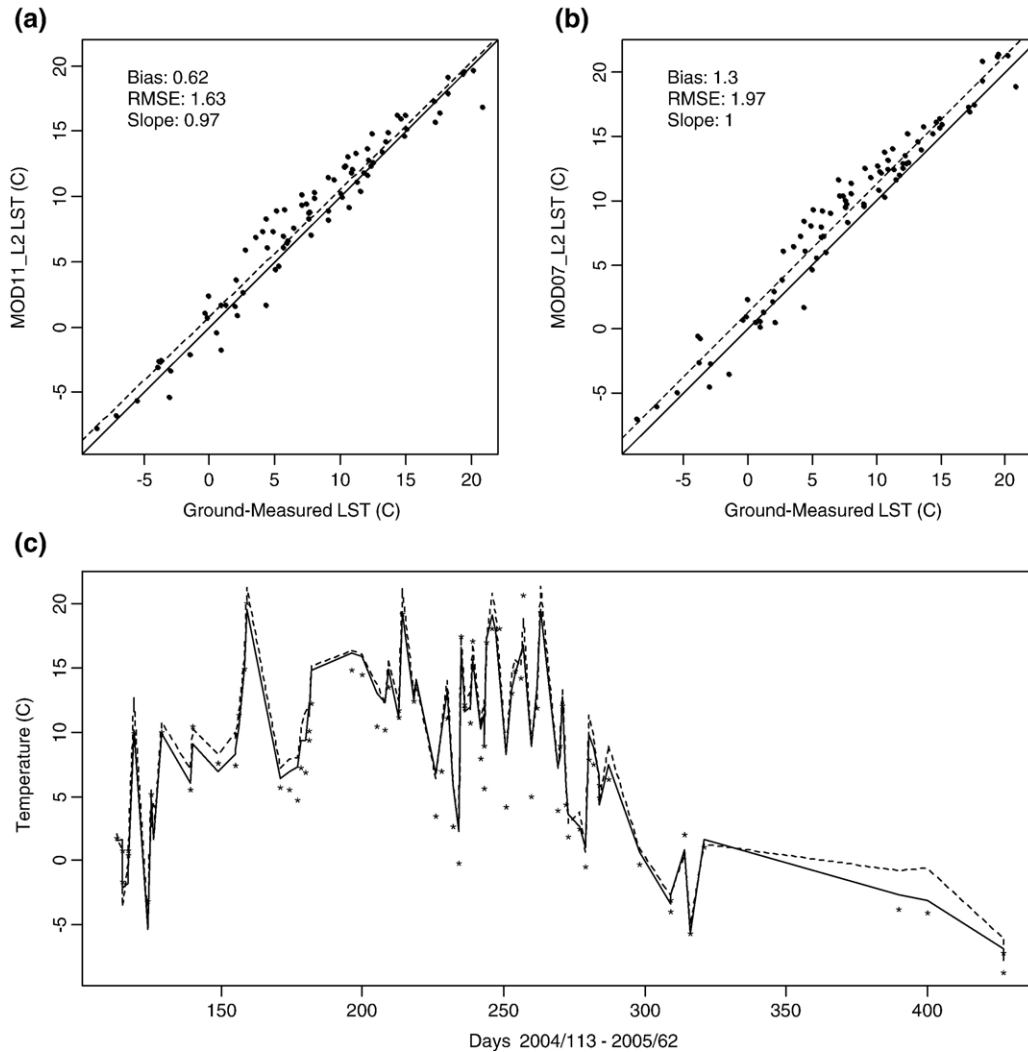 (a)
Bias: 0.62
RMSE: 1.63
Slope: 0.97
MOD11_L2 LST (C)
20
15
10
5
0
-5
-5 0 5 10 15 20
Ground-Measured LST (C)
(b)
Bias: 1.3
RMSE: 1.97
Slope: 1
MOD07_L2 LST (C)
20
15
10
5
0
-5
-5 0 5 10 15 20
Ground-Measured LST (C)
(c)
Temperature (C)
20
15
10
5
0
-5
150 200 250 300 350 400
Days 2004/113 - 2005/62